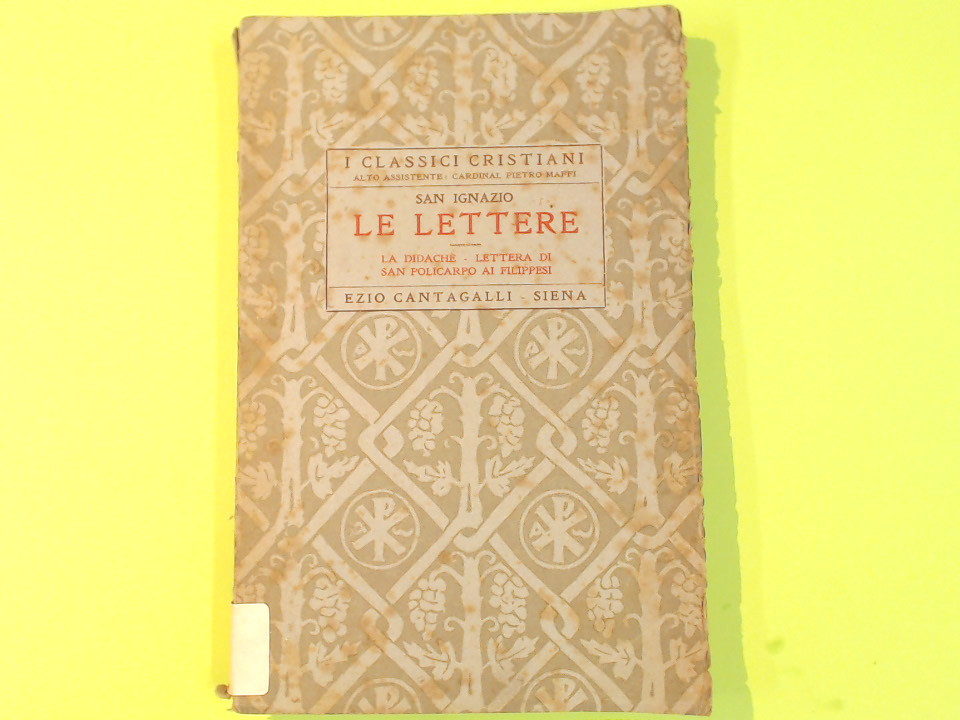 I CLASSICI CRISTIANI
ALTO ASSISTENTE: CARDINAL PIETRO MAFFI
SAN IGNAZIO
LE LETTERE
LA DIDACHE - LETTERA DI
SAN POLICARPO AI FILIPPESI
EZIO CANTAGALLI - SIENA